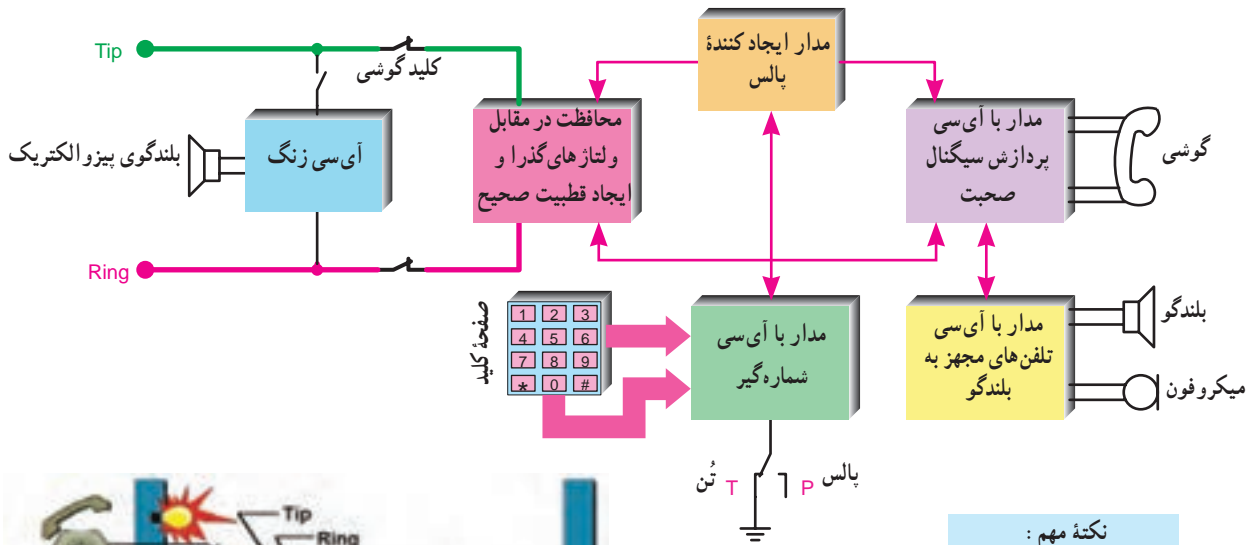 Tip
کلید گوشی
Ring
بلندگوی پیزو الکتریک
آی‌سی زنگ
محافظت در مقابل
ولتاژهای‌گذرا و
ایجاد قطبیت صحیح
مدار ایجاد کنندهٔ
پالس
مدار با آی‌سی
پردازش سیگنال
صحبت
گوشی
صفحهٔ کلید
1 2 3
4 5 6
7 8 9
* 0 #
مدار با آی‌سی
شماره‌گیر
مدار با آی‌سی
تلفن‌های مجهز به
بلندگو
بلندگو
میکروفون
پالس P
T تُن
Tip
Ring
نکتهٔ مهم :